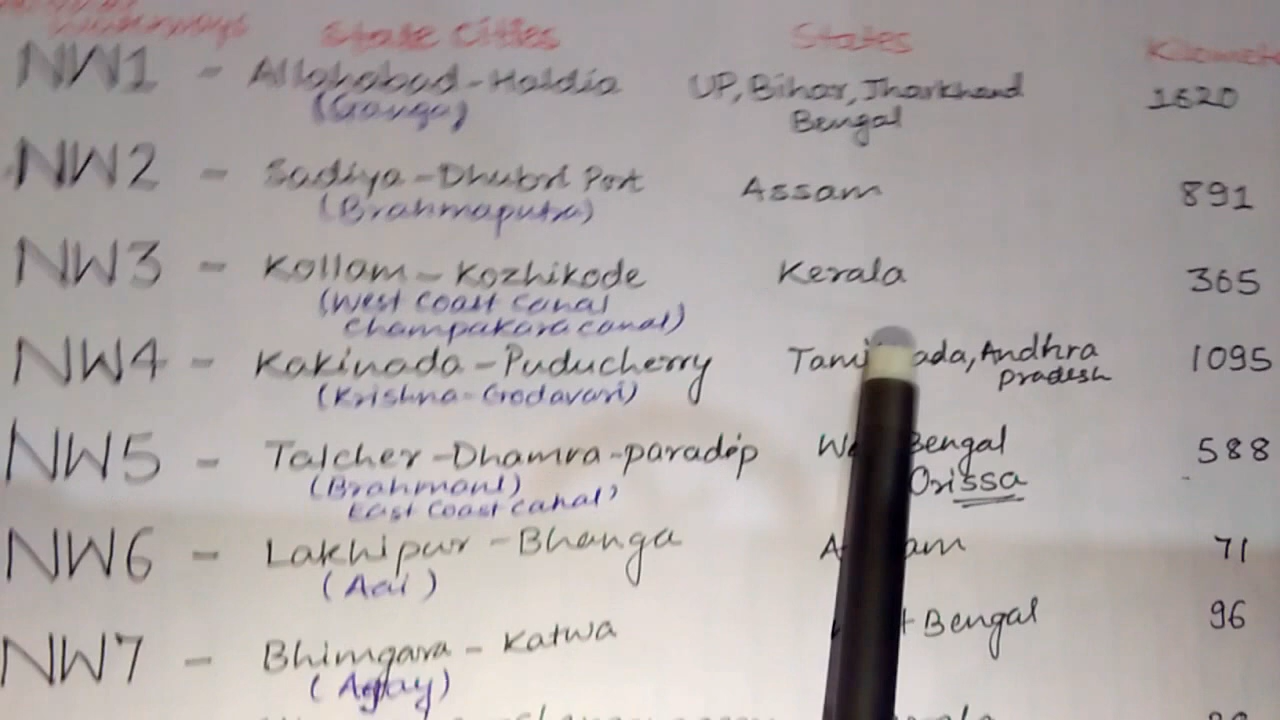 Waterways State Cities States
NW1 - Allahabad-Haldia UP, Bihar, Jharkhand 1620
(Ganga) Bengal
NW2 - Sadiya-Dhubri Port Assam 891
(Brahmaputra)
NW3 - Kollam-Kozhikode Kerala 365
(West Coast Canal
Champakara canal)
NW4 - Kakinada-Puducherry Andhra 1095
(Krishna-Godavari) Pradesh
NW5 - Talcher-Dhamra-paradip Bengal 588
(Brahmani) Orissa
East Coast canal)
NW6 - Lakhipur-Bhanga 71
(Aai)
NW7 - Bhimgara-Katwa Bengal 96
(Ajay)